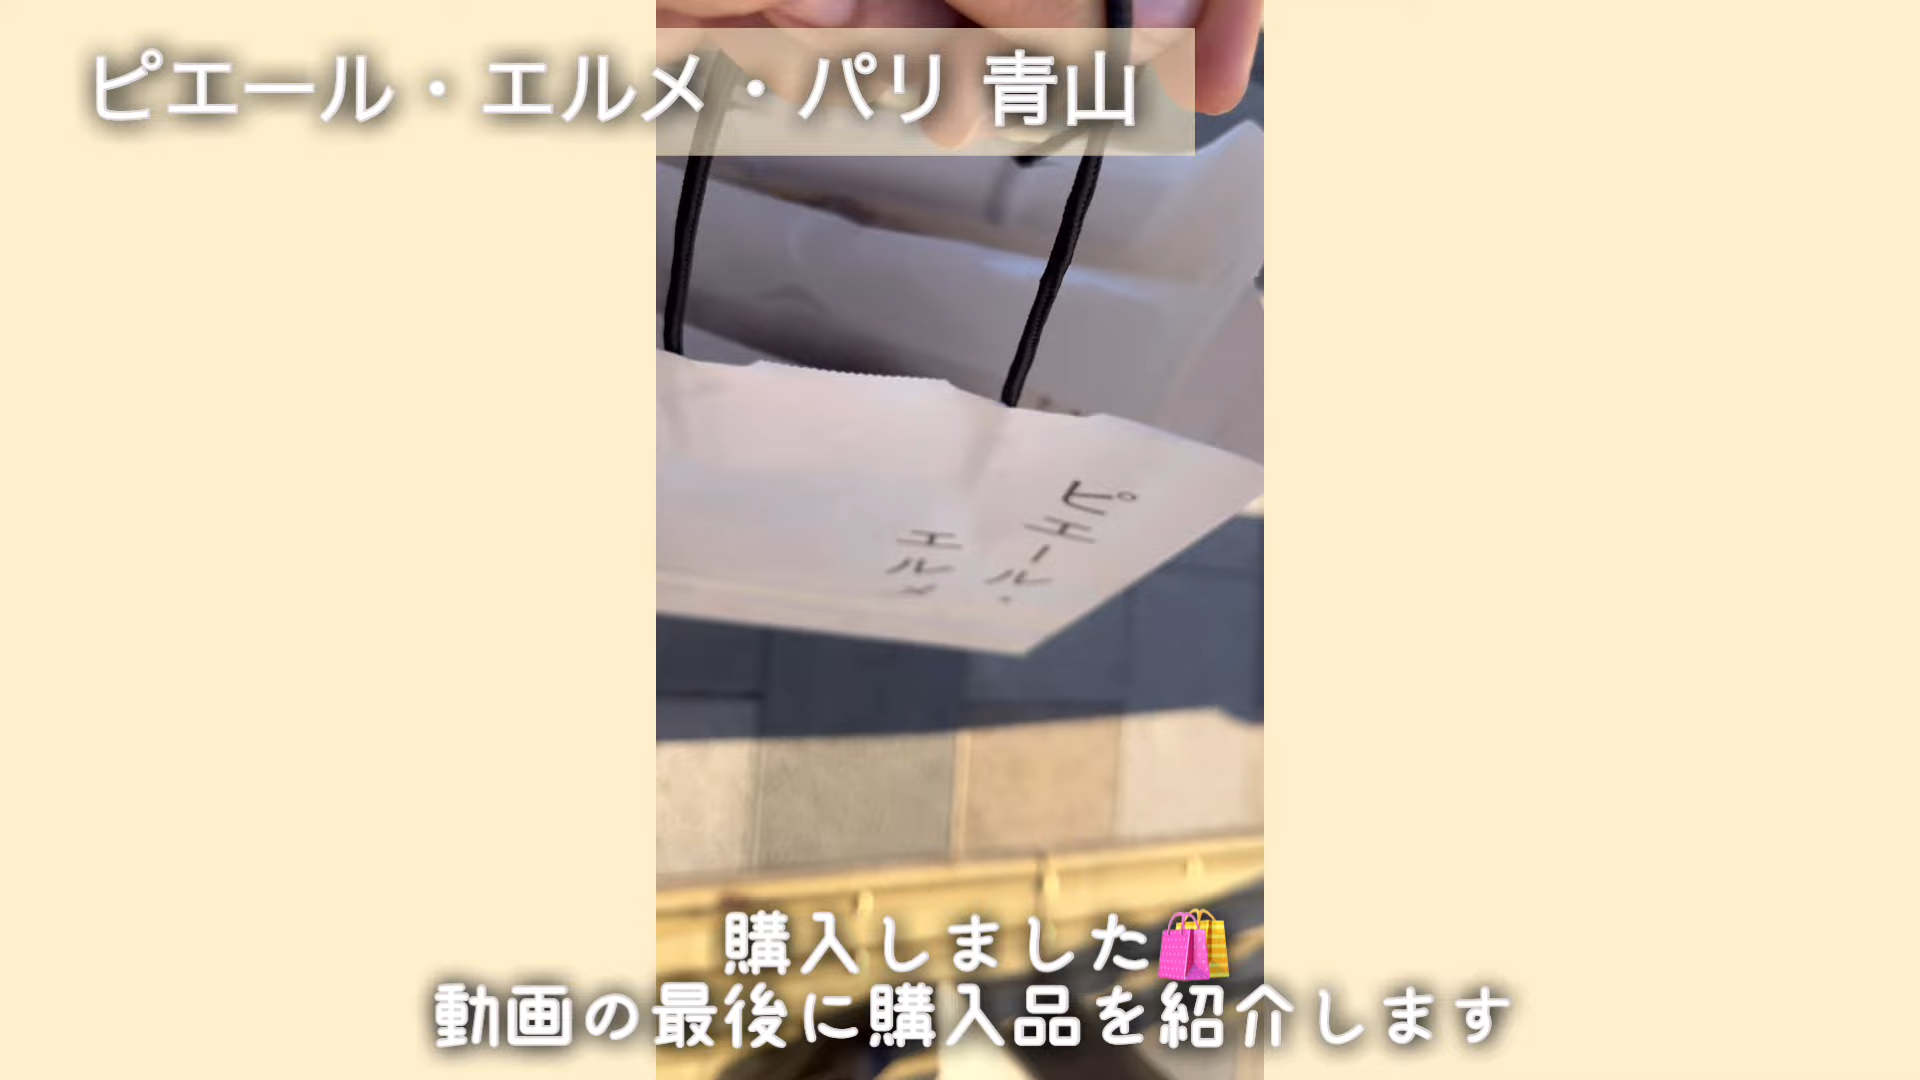 ピエール・エルメ・パリ 青山
ピエール・
エルメ
購入しました🛍️
動画の最後に購入品を紹介します